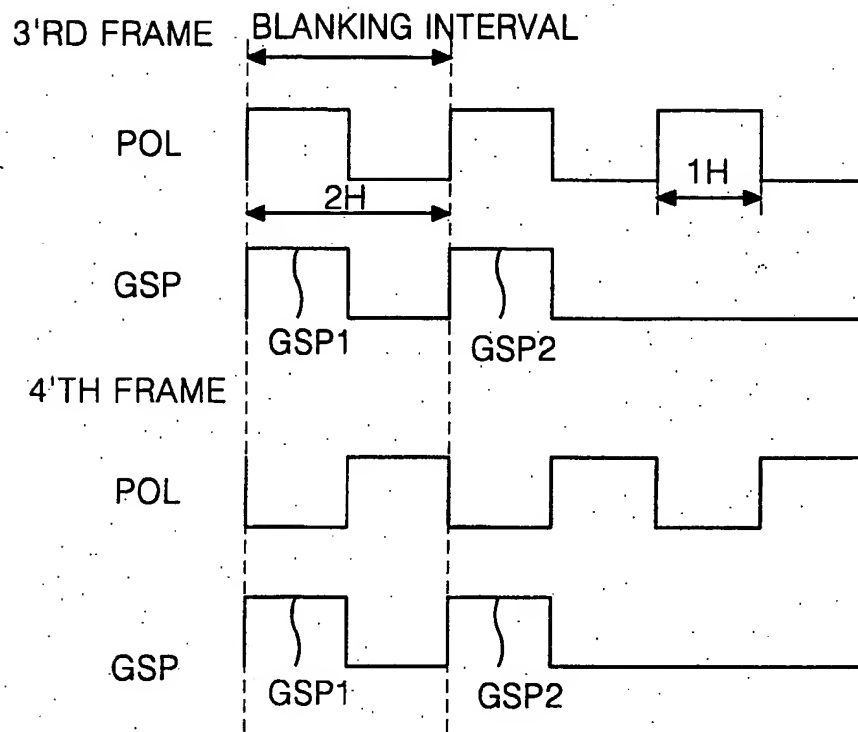 3'RD FRAME BLANKING INTERVAL
POL
1H
2H
GSP
GSP1 GSP2
4'TH FRAME
POL
GSP
GSP1 GSP2